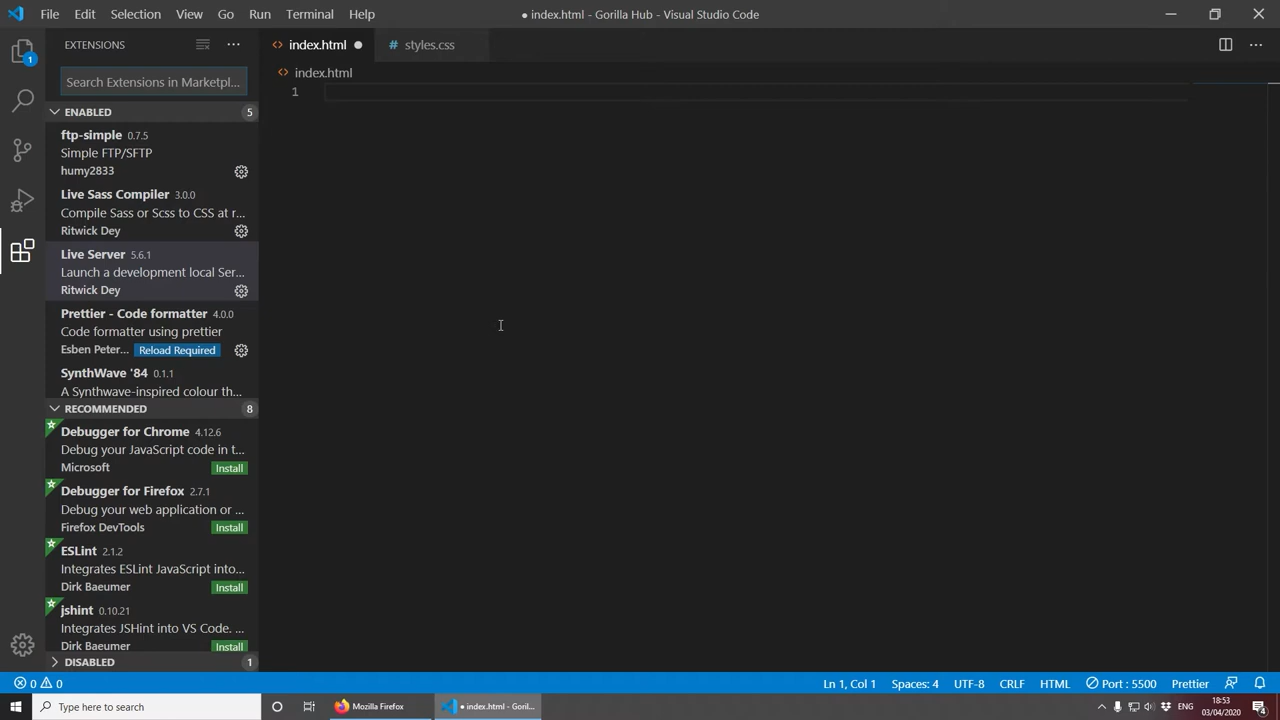 File Edit Selection View Go Run Terminal Help
● index.html - Gorilla Hub - Visual Studio Code
EXTENSIONS
index.html ●
styles.css
1
Search Extensions in Marketpl...
index.html
ENABLED 5
1
ftp-simple 0.7.5
Simple FTP/SFTP
humy2833
Live Sass Compiler 3.0.0
Compile Sass or Scss to CSS at r...
Ritwick Dey
Live Server 5.6.1
Launch a development local Ser...
Ritwick Dey
Prettier - Code formatter 4.0.0
Code formatter using prettier
Esben Peter... Reload Required
SynthWave '84 0.1.1
A Synthwave-inspired colour th...
RECOMMENDED 8
Debugger for Chrome 4.12.6
Debug your JavaScript code in t...
Microsoft Install
Debugger for Firefox 2.7.1
Debug your web application or ...
Firefox DevTools Install
ESLint 2.1.2
Integrates ESLint JavaScript into...
Dirk Baeumer Install
jshint 0.10.21
Integrates JSHint into VS Code. ...
Dirk Baeumer Install
DISABLED 1
0 0
Ln 1, Col 1 Spaces: 4 UTF-8 CRLF HTML Port : 5500 Prettier
Type here to search
Mozilla Firefox
● index.html - Goril...
ENG
18:53
03/04/2020
4